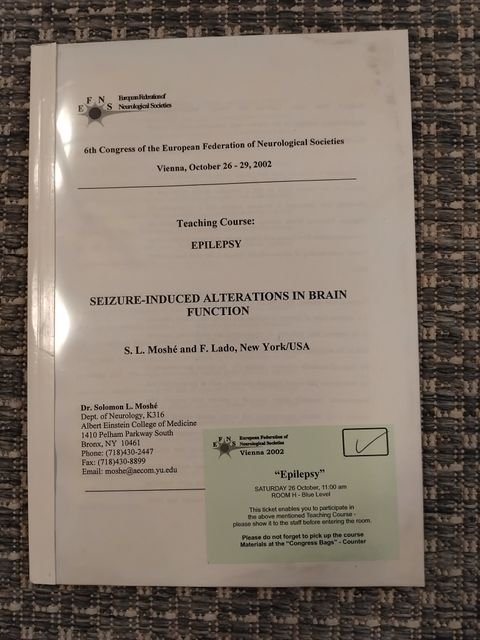 E F N S
European Federation of
Neurological Societies
6th Congress of the European Federation of Neurological Societies
Vienna, October 26 - 29, 2002
Teaching Course:
EPILEPSY
SEIZURE-INDUCED ALTERATIONS IN BRAIN
FUNCTION
S. L. Moshé and F. Lado, New York/USA
Dr. Solomon L. Moshé
Dept. of Neurology, K316
Albert Einstein College of Medicine
1410 Pelham Parkway South
Bronx, NY 10461
Phone: (718)430-2447
Fax: (718)430-8899
Email: moshe@aecom.yu.edu
E F N S
European Federation of
Neurological Societies
Vienna 2002
“Epilepsy”
SATURDAY 26 October, 11:00 am
ROOM H - Blue Level
This ticket enables you to participate in
the above mentioned Teaching Course -
please show it to the staff before entering the room.
Please do not forget to pick up the course
Materials at the “Congress Bags” - Counter